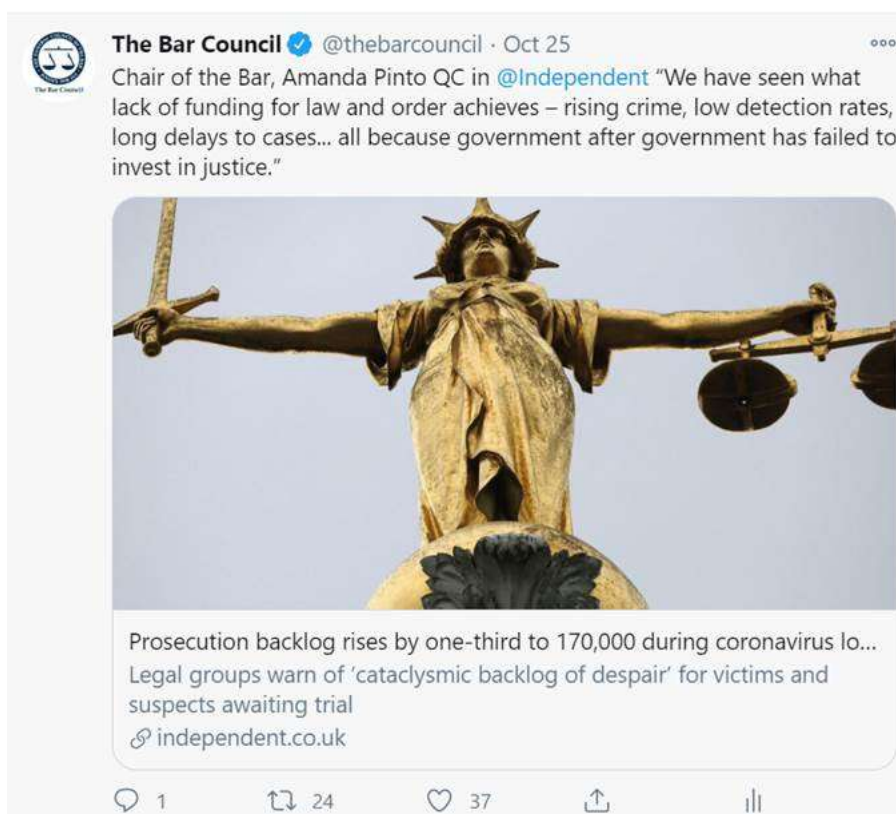 The Bar Council @thebarcouncil · Oct 25
Chair of the Bar, Amanda Pinto QC in @Independent “We have seen what
lack of funding for law and order achieves – rising crime, low detection rates,
long delays to cases... all because government after government has failed to
invest in justice.”
The Bar Council
Prosecution backlog rises by one-third to 170,000 during coronavirus lo...
Legal groups warn of ‘cataclysmic backlog of despair’ for victims and
suspects awaiting trial
independent.co.uk
1 24 37